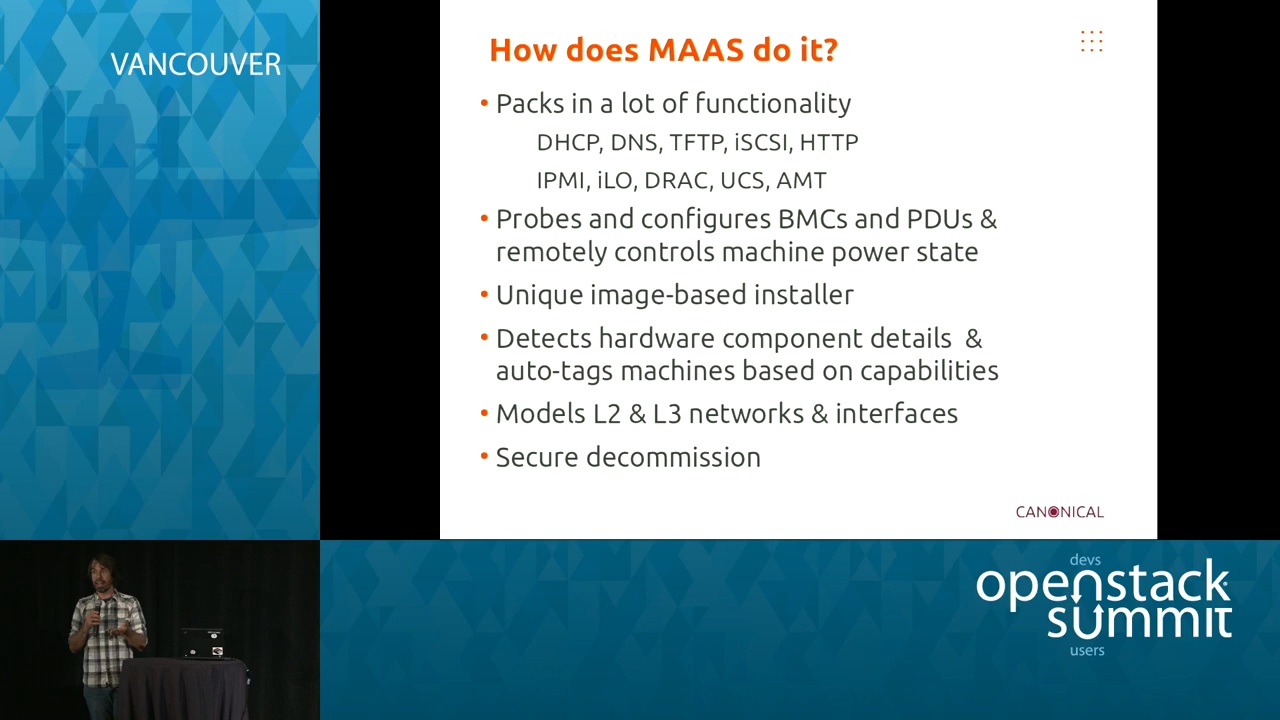 VANCOUVER
How does MAAS do it?
• Packs in a lot of functionality
DHCP, DNS, TFTP, iSCSI, HTTP
IPMI, iLO, DRAC, UCS, AMT
• Probes and configures BMCs and PDUs &
remotely controls machine power state
• Unique image-based installer
• Detects hardware component details &
auto-tags machines based on capabilities
• Models L2 & L3 networks & interfaces
• Secure decommission
CANONICAL
devs
openstack
summit
users